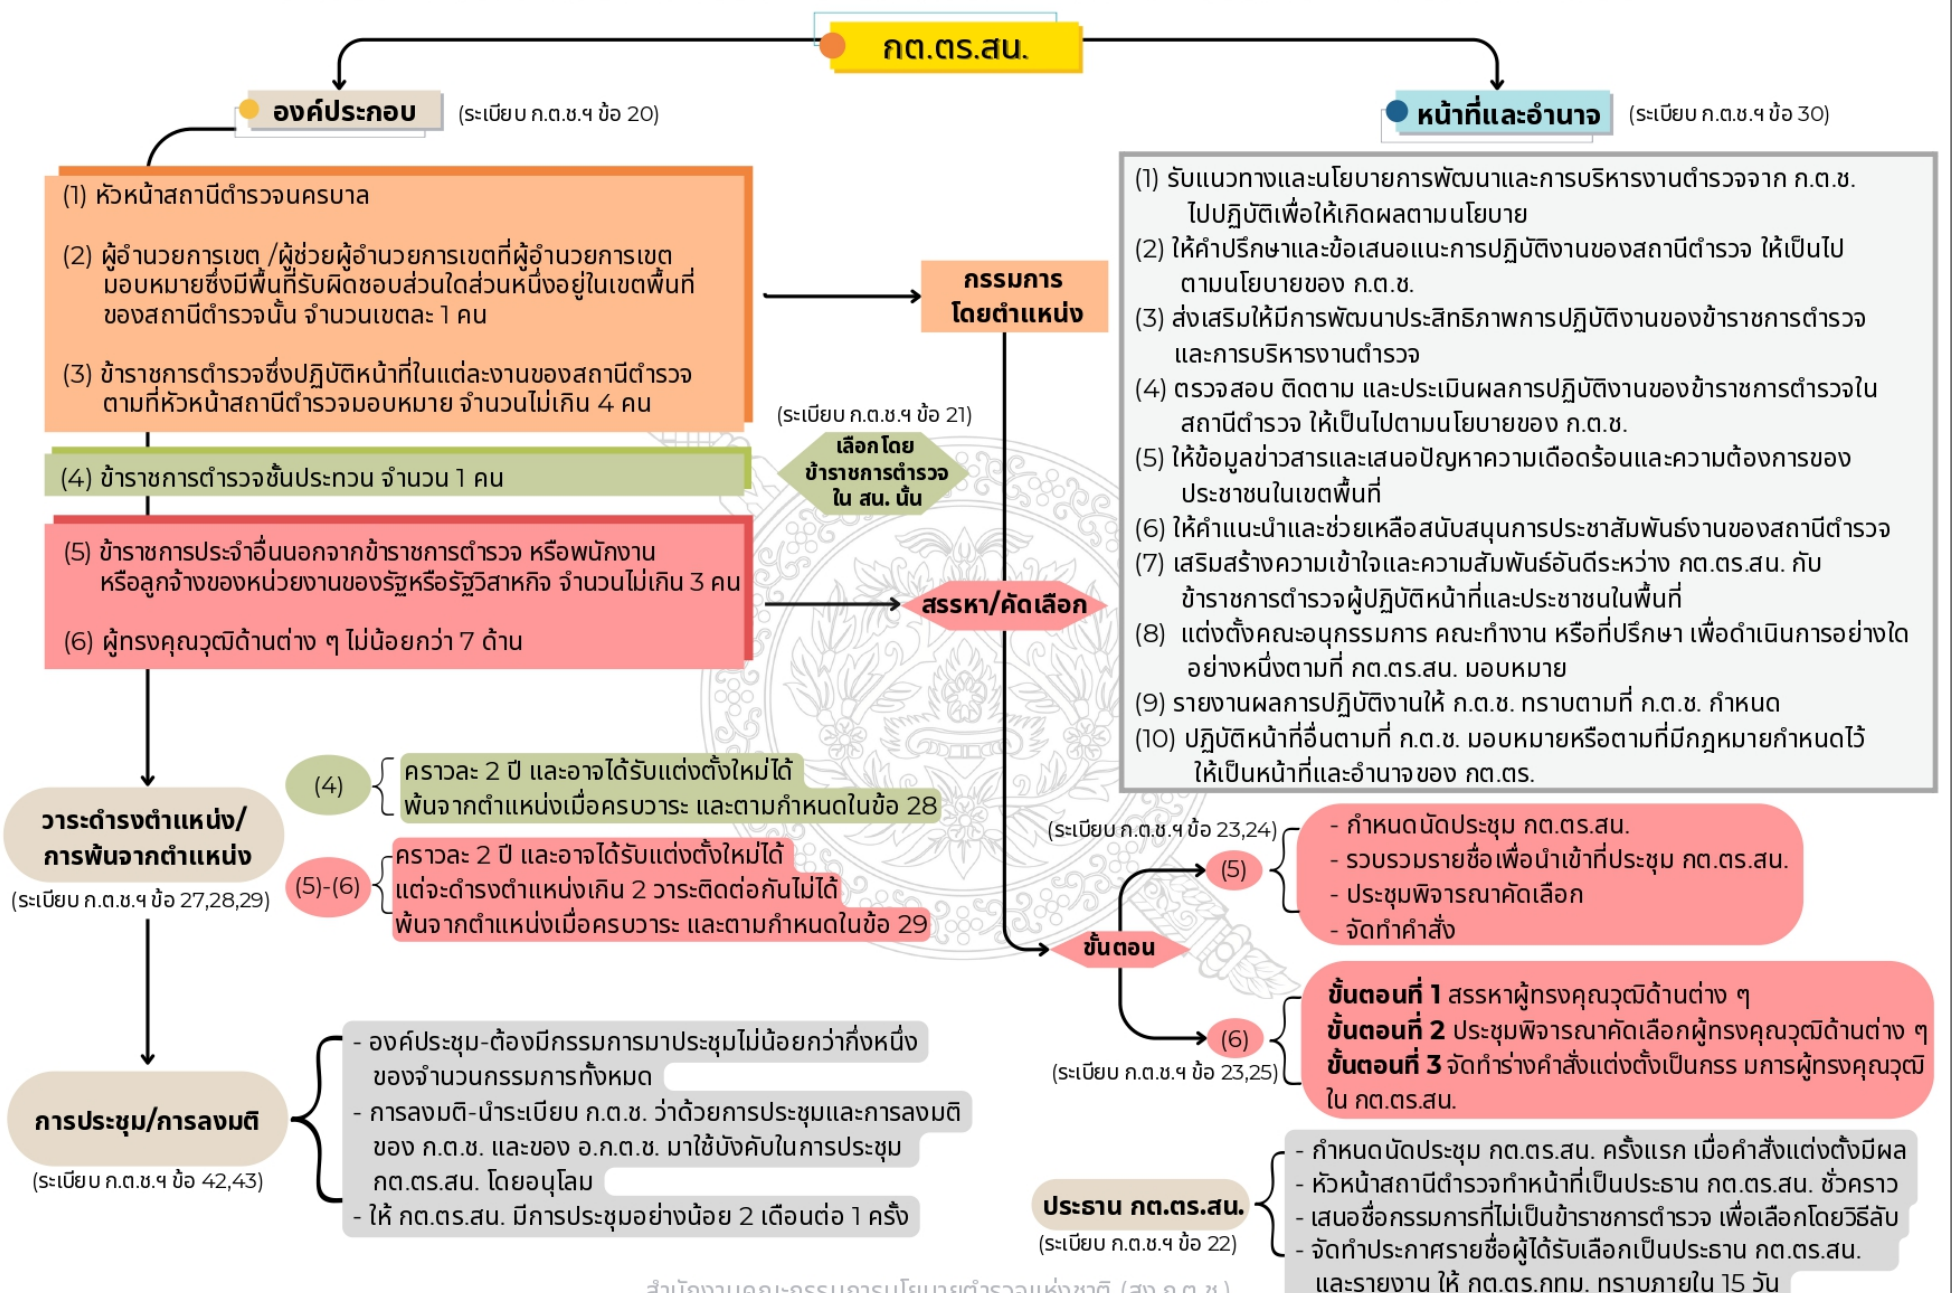 กต.ตร.สน.
องค์ประกอบ
(ระเบียบ ก.ต.ช.ฯ ข้อ 20)
(1) หัวหน้าสถานีตำรวจนครบาล
(2) ผู้อำนวยการเขต /ผู้ช่วยผู้อำนวยการเขตที่ผู้อำนวยการเขต
มอบหมายซึ่งมีพื้นที่รับผิดชอบส่วนใดส่วนหนึ่งอยู่ในเขตพื้นที่
ของสถานีตำรวจนั้น จำนวนเขตละ 1 คน
(3) ข้าราชการตำรวจซึ่งปฏิบัติหน้าที่ในแต่ละงานของสถานีตำรวจ
ตามที่หัวหน้าสถานีตำรวจมอบหมาย จำนวนไม่เกิน 4 คน
กรรมการ
โดยตำแหน่ง
(4) ข้าราชการตำรวจชั้นประทวน จำนวน 1 คน
(ระเบียบ ก.ต.ช.ฯ ข้อ 21)
เลือกโดย
ข้าราชการตำรวจ
ใน สน. นั้น
(5) ข้าราชการประจำอื่นนอกจากข้าราชการตำรวจ หรือพนักงาน
หรือลูกจ้างของหน่วยงานของรัฐหรือรัฐวิสาหกิจ จำนวนไม่เกิน 3 คน
(6) ผู้ทรงคุณวุฒิด้านต่าง ๆ ไม่น้อยกว่า 7 ด้าน
สรรหา/คัดเลือก
หน้าที่และอำนาจ
(ระเบียบ ก.ต.ช.ฯ ข้อ 30)
(1) รับแนวทางและนโยบายการพัฒนาและการบริหารงานตำรวจจาก ก.ต.ช.
ไปปฏิบัติเพื่อให้เกิดผลตามนโยบาย
(2) ให้คำปรึกษาและข้อเสนอแนะการปฏิบัติงานของสถานีตำรวจ ให้เป็นไป
ตามนโยบายของ ก.ต.ช.
(3) ส่งเสริมให้มีการพัฒนาประสิทธิภาพการปฏิบัติงานของข้าราชการตำรวจ
และการบริหารงานตำรวจ
(4) ตรวจสอบ ติดตาม และประเมินผลการปฏิบัติงานของข้าราชการตำรวจใน
สถานีตำรวจ ให้เป็นไปตามนโยบายของ ก.ต.ช.
(5) ให้ข้อมูลข่าวสารและเสนอปัญหาความเดือดร้อนและความต้องการของ
ประชาชนในเขตพื้นที่
(6) ให้คำแนะนำและช่วยเหลือสนับสนุนการประชาสัมพันธ์งานของสถานีตำรวจ
(7) เสริมสร้างความเข้าใจและความสัมพันธ์อันดีระหว่าง กต.ตร.สน. กับ
ข้าราชการตำรวจผู้ปฏิบัติหน้าที่และประชาชนในพื้นที่
(8) แต่งตั้งคณะอนุกรรมการ คณะทำงาน หรือที่ปรึกษา เพื่อดำเนินการอย่างใด
อย่างหนึ่งตามที่ กต.ตร.สน. มอบหมาย
(9) รายงานผลการปฏิบัติงานให้ ก.ต.ช. ทราบตามที่ ก.ต.ช. กำหนด
(10) ปฏิบัติหน้าที่อื่นตามที่ ก.ต.ช. มอบหมายหรือตามที่มีกฎหมายกำหนดไว้
ให้เป็นหน้าที่และอำนาจของ กต.ตร.
วาระดำรงตำแหน่ง/
การพ้นจากตำแหน่ง
(ระเบียบ ก.ต.ช.ฯ ข้อ 27,28,29)
(4)
คราวละ 2 ปี และอาจได้รับแต่งตั้งใหม่ได้
พ้นจากตำแหน่งเมื่อครบวาระ และตามกำหนดในข้อ 28
(5)-(6)
คราวละ 2 ปี และอาจได้รับแต่งตั้งใหม่ได้
แต่จะดำรงตำแหน่งเกิน 2 วาระติดต่อกันไม่ได้
พ้นจากตำแหน่งเมื่อครบวาระ และตามกำหนดในข้อ 29
ขั้นตอน
(ระเบียบ ก.ต.ช.ฯ ข้อ 23,24)
(5)
- กำหนดนัดประชุม กต.ตร.สน.
- รวบรวมรายชื่อเพื่อนำเข้าที่ประชุม กต.ตร.สน.
- ประชุมพิจารณาคัดเลือก
- จัดทำคำสั่ง
(6)
(ระเบียบ ก.ต.ช.ฯ ข้อ 23,25)
ขั้นตอนที่ 1 สรรหาผู้ทรงคุณวุฒิด้านต่าง ๆ
ขั้นตอนที่ 2 ประชุมพิจารณาคัดเลือกผู้ทรงคุณวุฒิด้านต่าง ๆ
ขั้นตอนที่ 3 จัดทำร่างคำสั่งแต่งตั้งเป็นกรร มการผู้ทรงคุณวุฒิ
ใน กต.ตร.สน.
การประชุม/การลงมติ
(ระเบียบ ก.ต.ช.ฯ ข้อ 42,43)
- องค์ประชุม-ต้องมีกรรมการมาประชุมไม่น้อยกว่ากึ่งหนึ่ง
ของจำนวนกรรมการทั้งหมด
- การลงมติ-นำระเบียบ ก.ต.ช. ว่าด้วยการประชุมและการลงมติ
ของ ก.ต.ช. และของ อ.ก.ต.ช. มาใช้บังคับในการประชุม
กต.ตร.สน. โดยอนุโลม
- ให้ กต.ตร.สน. มีการประชุมอย่างน้อย 2 เดือนต่อ 1 ครั้ง
ประธาน กต.ตร.สน.
(ระเบียบ ก.ต.ช.ฯ ข้อ 22)
- กำหนดนัดประชุม กต.ตร.สน. ครั้งแรก เมื่อคำสั่งแต่งตั้งมีผล
- หัวหน้าสถานีตำรวจทำหน้าที่เป็นประธาน กต.ตร.สน. ชั่วคราว
- เสนอชื่อกรรมการที่ไม่เป็นข้าราชการตำรวจ เพื่อเลือกโดยวิธีลับ
- จัดทำประกาศรายชื่อผู้ได้รับเลือกเป็นประธาน กต.ตร.สน.
และรายงาน ให้ กต.ตร.กทม. ทราบภายใน 15 วัน
สำนักงานคณะกรรมการนโยบายตำรวจแห่งชาติ (สง.ก.ต.ช.)